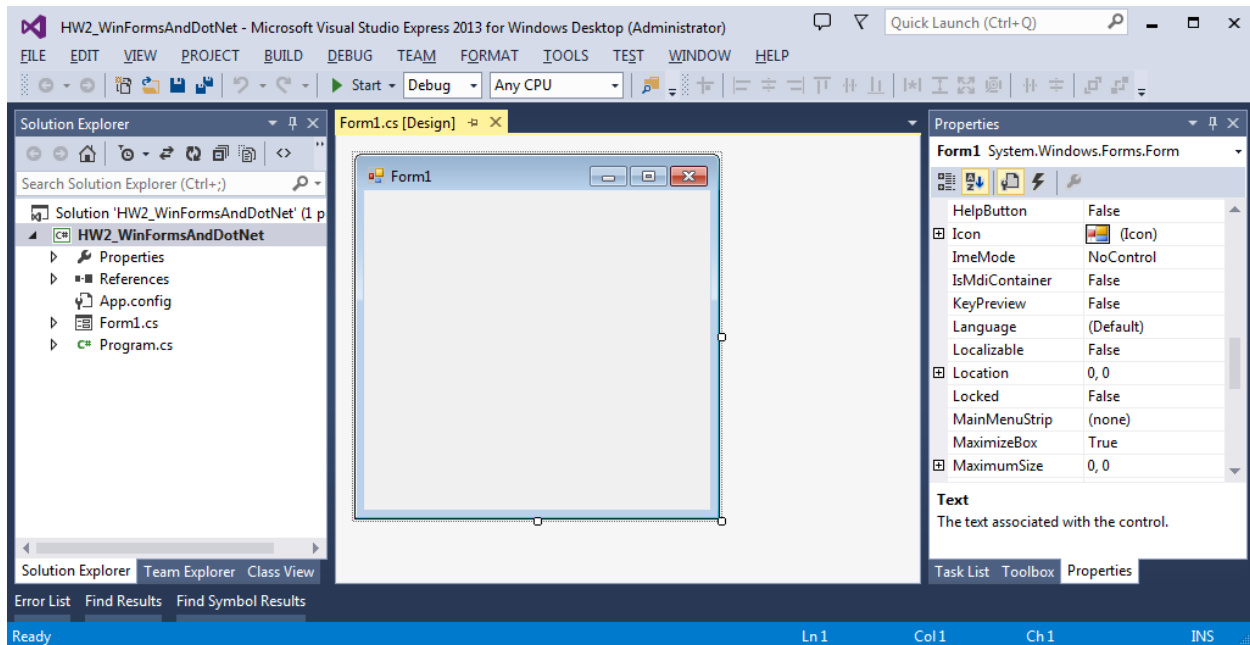 HW2_WinFormsAndDotNet - Microsoft Visual Studio Express 2013 for Windows Desktop (Administrator)
Quick Launch (Ctrl+Q)
FILE EDIT VIEW PROJECT BUILD DEBUG TEAM FORMAT TOOLS TEST WINDOW HELP
Start Debug Any CPU
Solution Explorer
Search Solution Explorer (Ctrl+;)
Solution 'HW2_WinFormsAndDotNet' (1 p
C# HW2_WinFormsAndDotNet
Properties
References
App.config
Form1.cs
C# Program.cs
Solution Explorer Team Explorer Class View
Form1.cs [Design]
Form1
Properties
Form1 System.Windows.Forms.Form
HelpButton False
Icon (Icon)
ImeMode NoControl
IsMdiContainer False
KeyPreview False
Language (Default)
Localizable False
Location 0, 0
Locked False
MainMenuStrip (none)
MaximizeBox True
MaximumSize 0, 0
Text
The text associated with the control.
Task List Toolbox Properties
Error List Find Results Find Symbol Results
Ready Ln 1 Col 1 Ch 1 INS